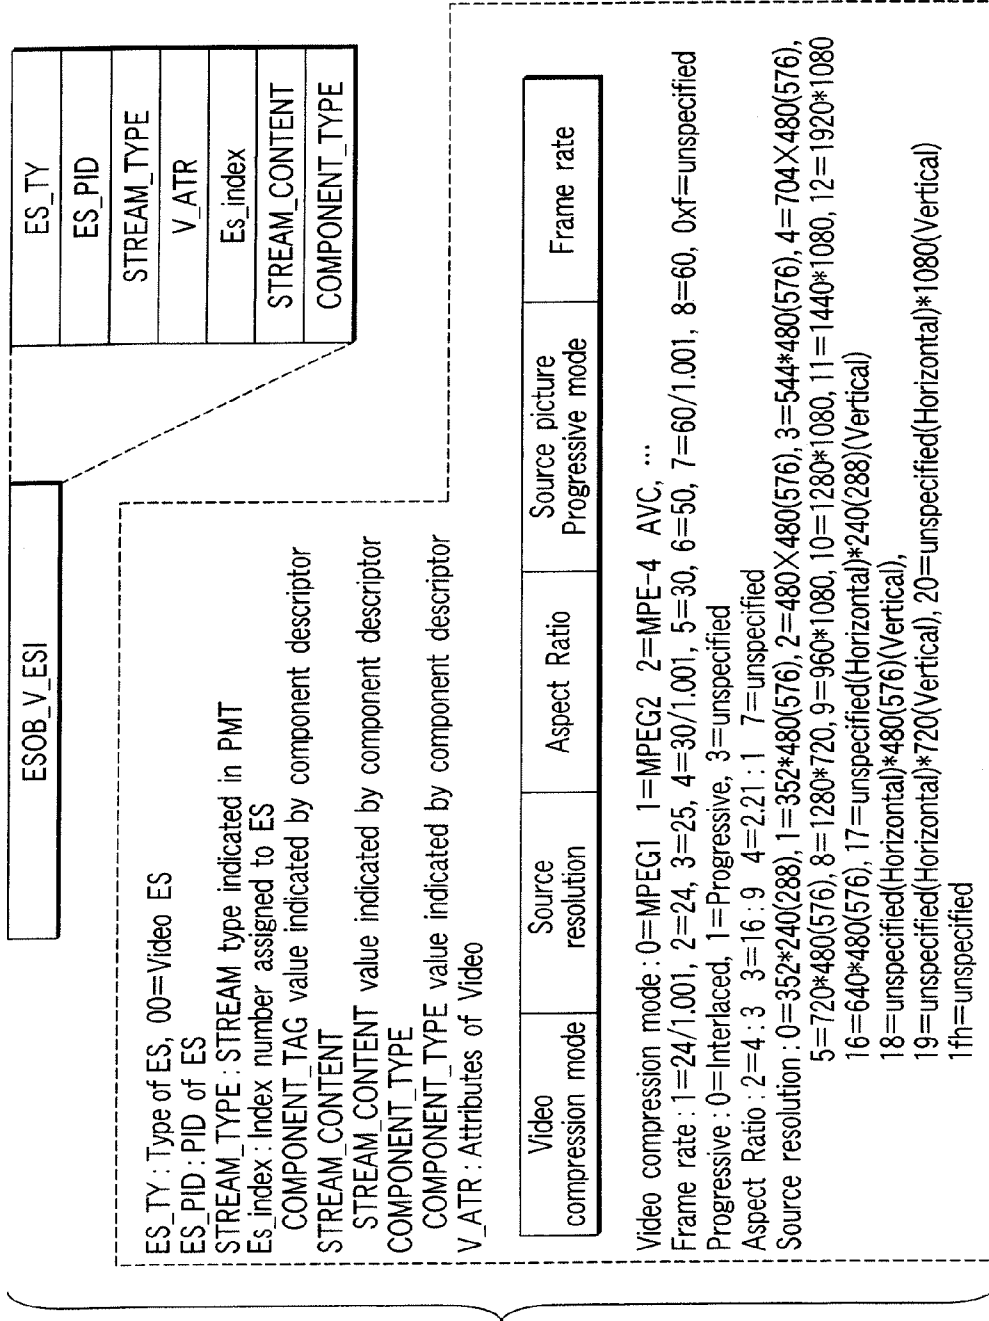 ESOB_V_ESI
ES_TY
ES_PID
STREAM_TYPE
V_ATR
Es_index
STREAM_CONTENT
COMPONENT_TYPE
ES_TY : Type of ES, 00=Video ES
ES_PID : PID of ES
STREAM_TYPE : STREAM type indicated in PMT
Es_index : Index number assigned to ES
COMPONENT_TAG value indicated by component descriptor
STREAM_CONTENT
STREAM_CONTENT value indicated by component descriptor
COMPONENT_TYPE
COMPONENT_TYPE value indicated by component descriptor
V_ATR : Attributes of Video
Video
compression mode
Source
resolution
Aspect Ratio
Source picture
Progressive mode
Frame rate
Video compression mode : 0=MPEG1 1=MPEG2 2=MPE-4 AVC, ...
Frame rate : 1=24/1.001, 2=24, 3=25, 4=30/1.001, 5=30, 6=50, 7=60/1.001, 8=60, 0xf=unspecified
Progressive : 0=Interlaced, 1=Progressive, 3=unspecified
Aspect Ratio : 2=4 : 3 3=16 : 9 4=2.21 : 1 7=unspecified
Source resolution : 0=352*240(288), 1=352*480(576), 2=480×480(576), 3=544*480(576), 4=704×480(576),
5=720*480(576), 8=1280*720, 9=960*1080, 10=1280*1080, 11=1440*1080, 12=1920*1080
16=640*480(576), 17=unspecified(Horizontal)*240(288)(Vertical)
18=unspecified(Horizontal)*480(576)(Vertical),
19=unspecified(Horizontal)*720(Vertical), 20=unspecified(Horizontal)*1080(Vertical)
1fh=unspecified